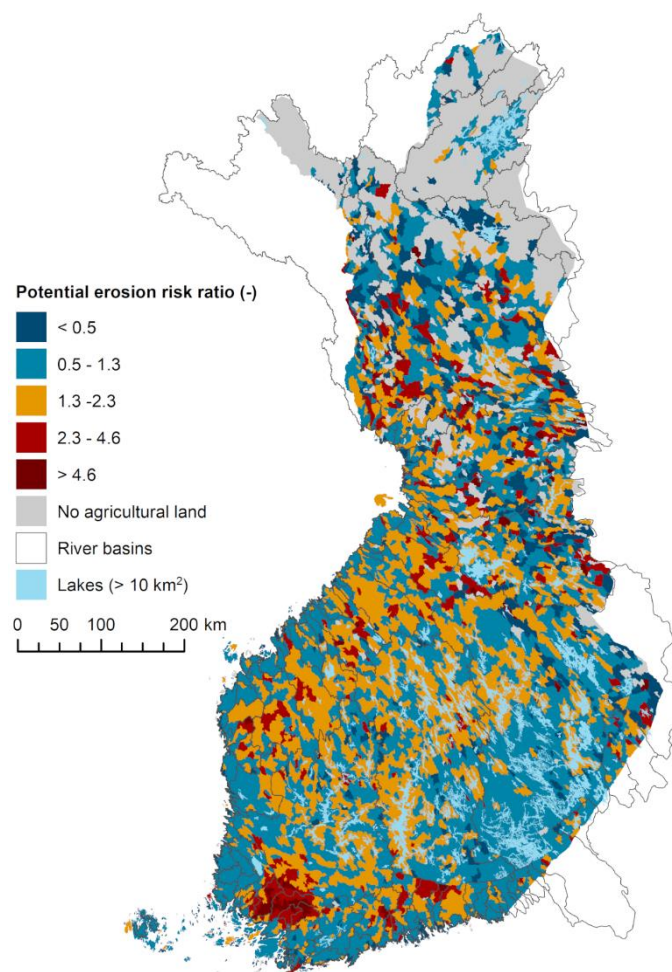 Potential erosion risk ratio (-)
< 0.5
0.5 - 1.3
1.3 -2.3
2.3 - 4.6
> 4.6
No agricultural land
River basins
Lakes (> 10 km²)
0 50 100 200 km